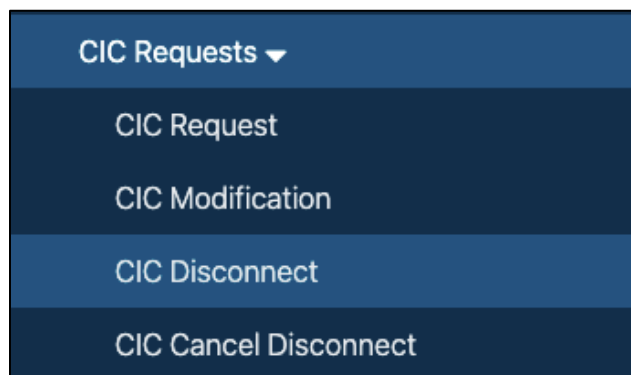 CIC Requests
CIC Request
CIC Modification
CIC Disconnect
CIC Cancel Disconnect